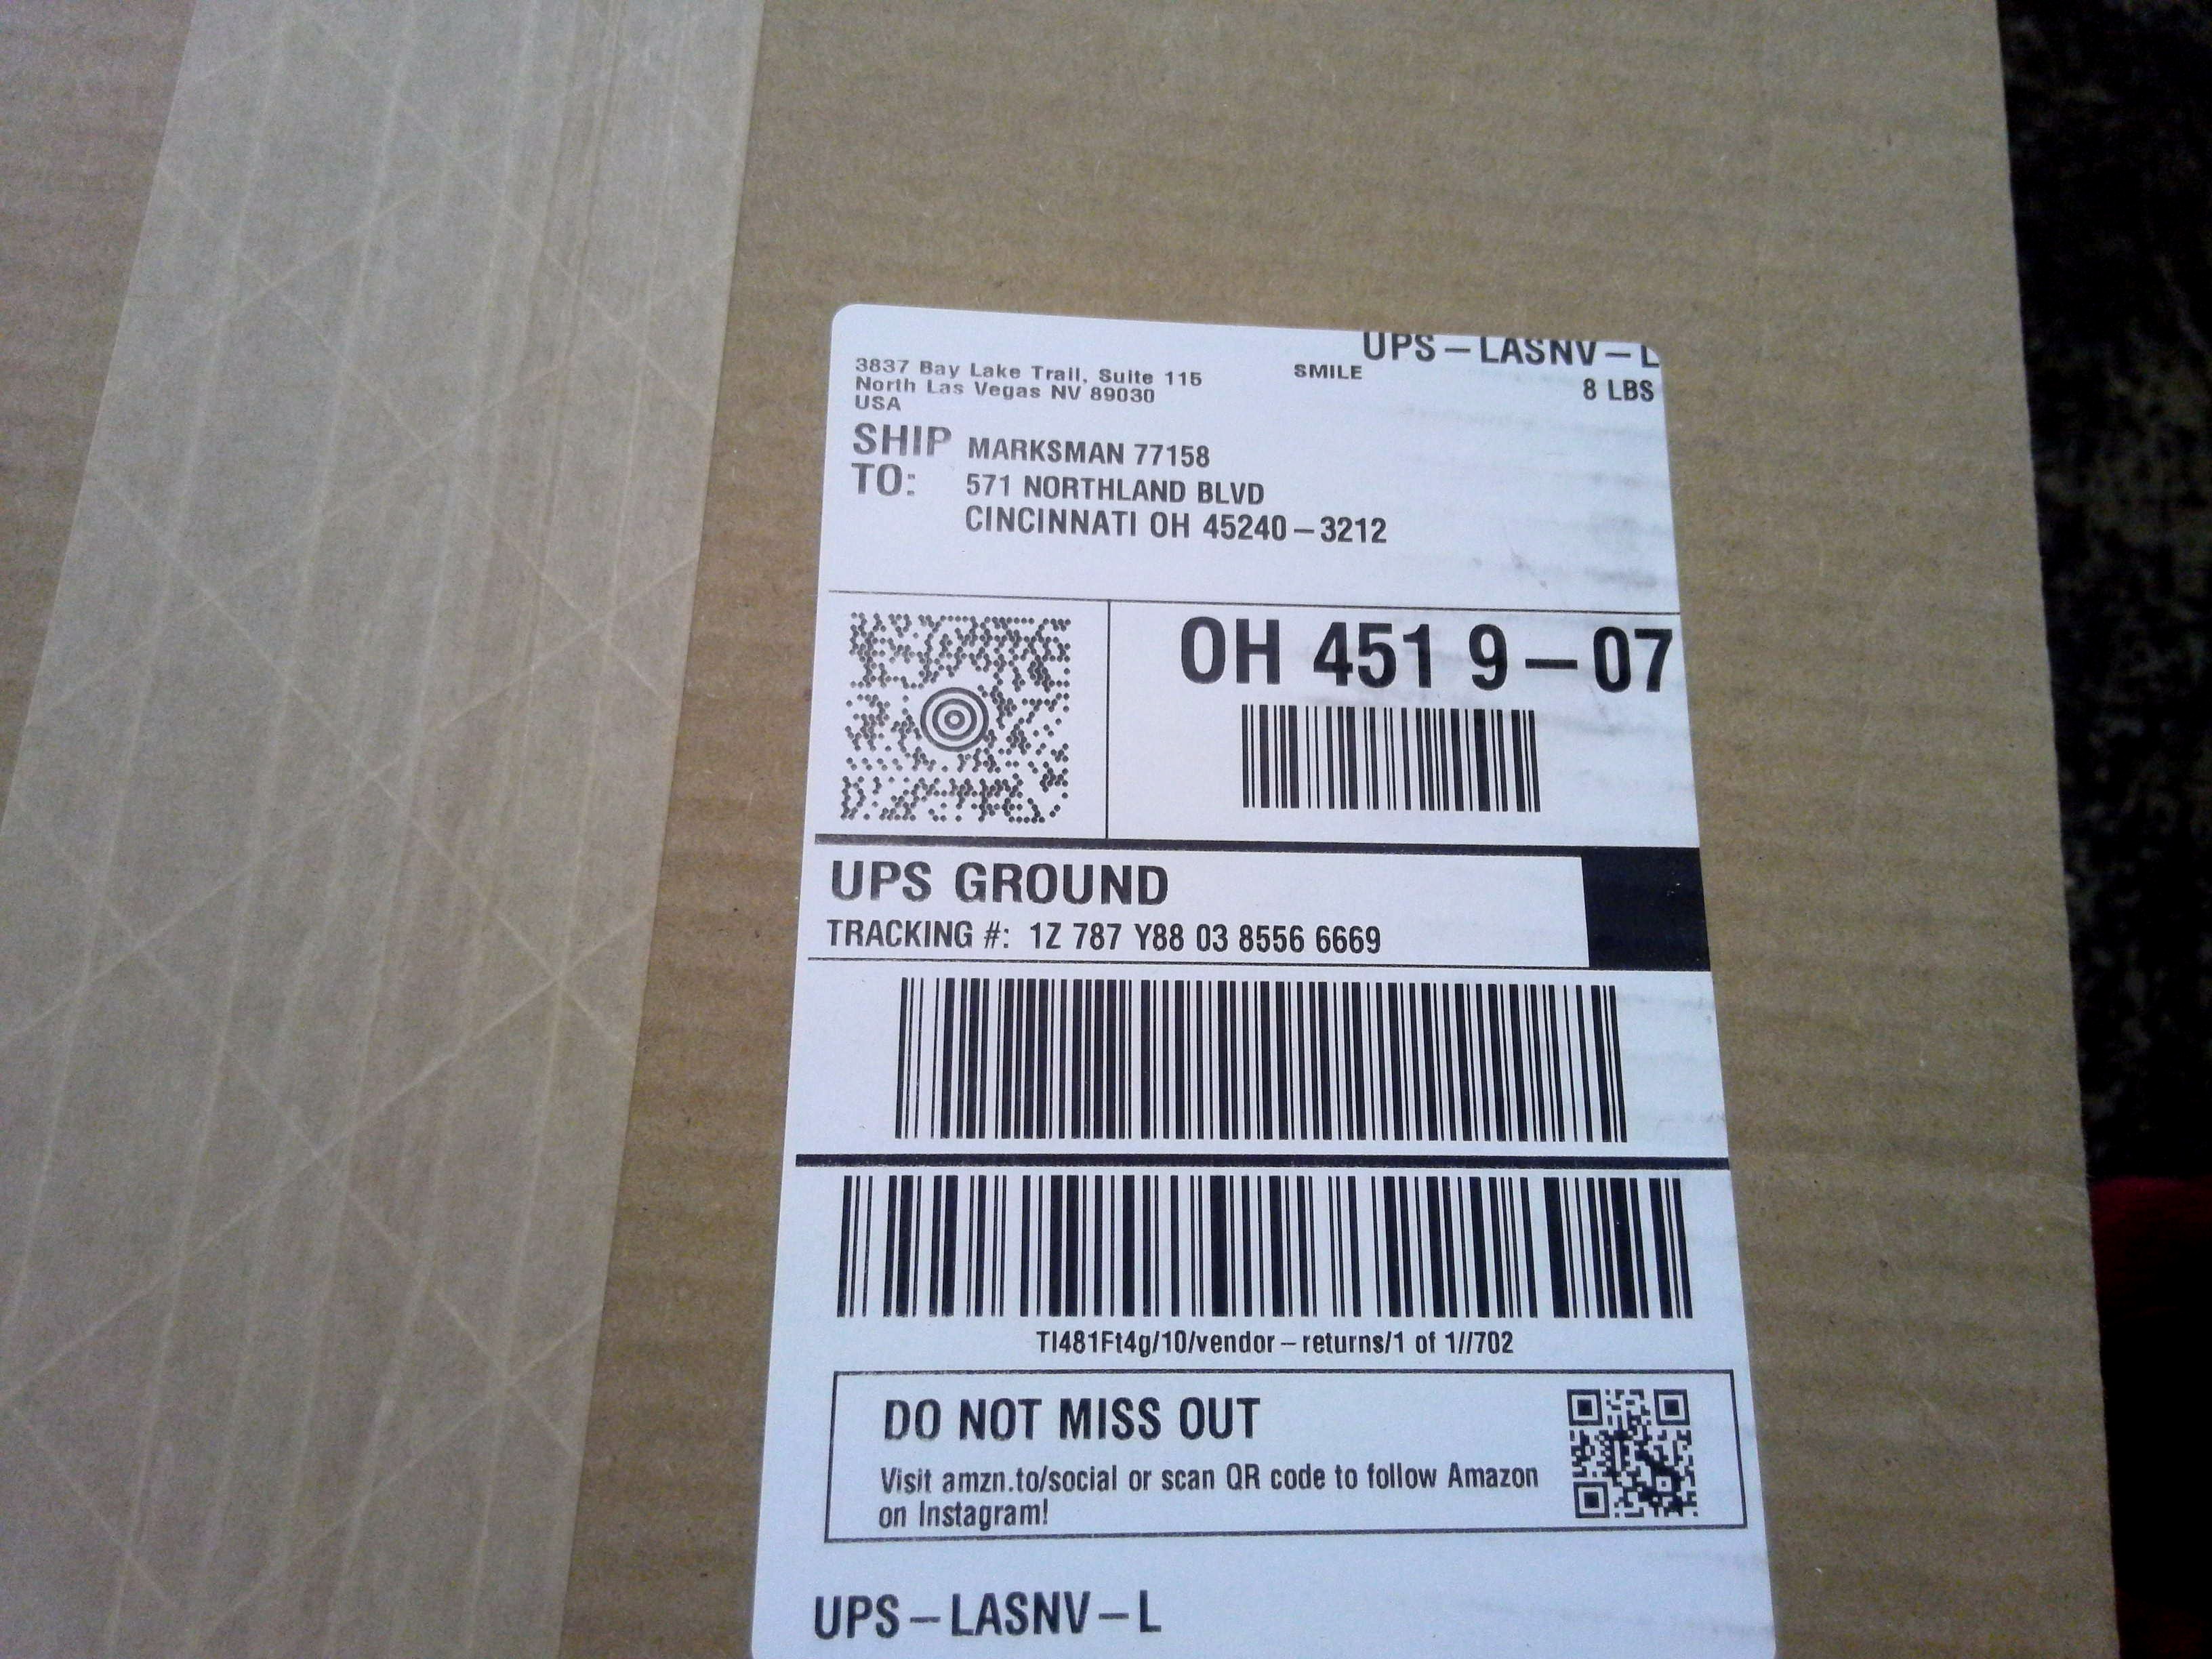 UPS–LASNV–L
3837 Bay Lake Trail, Suite 115
SMILE
8 LBS
North Las Vegas NV 89030
USA
SHIP TO: MARKSMAN 77158
571 NORTHLAND BLVD
CINCINNATI OH 45240–3212
OH 451 9–07
UPS GROUND
TRACKING #: 1Z 787 Y88 03 8556 6669
TI481Ft4g/10/vendor–returns/1 of 1//702
DO NOT MISS OUT
Visit amzn.to/social or scan QR code to follow Amazon
on Instagram!
UPS–LASNV–L